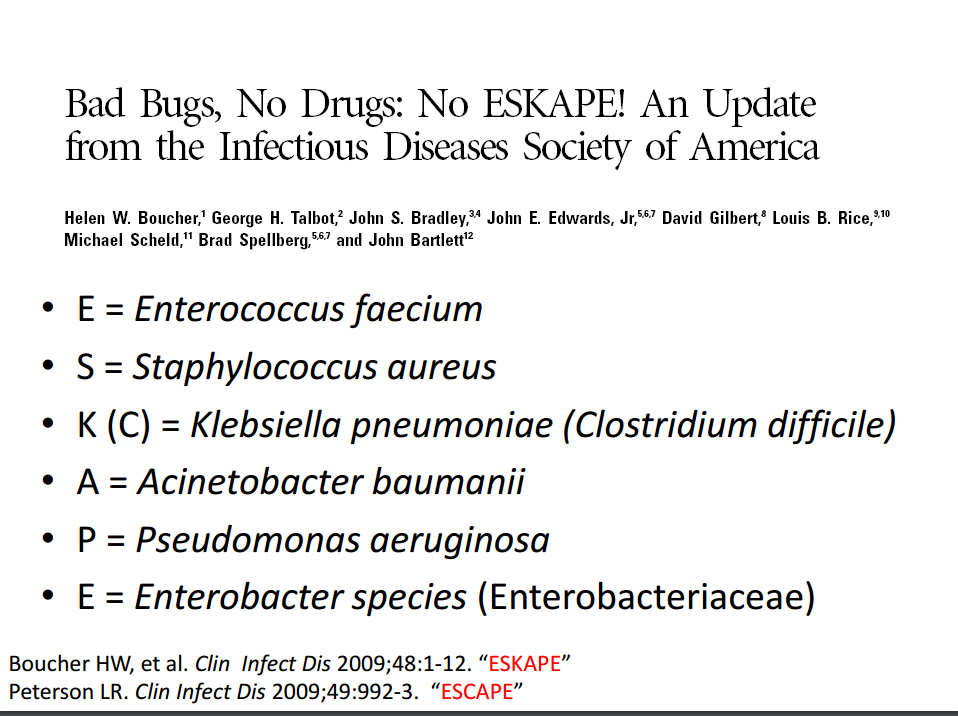 Bad Bugs, No Drugs: No ESKAPE! An Update
from the Infectious Diseases Society of America
Helen W. Boucher,1 George H. Talbot,2 John S. Bradley,3,4 John E. Edwards, Jr,5,6,7 David Gilbert,8 Louis B. Rice,9,10
Michael Scheld,11 Brad Spellberg,5,6,7 and John Bartlett12
• E = Enterococcus faecium
• S = Staphylococcus aureus
• K (C) = Klebsiella pneumoniae (Clostridium difficile)
• A = Acinetobacter baumanii
• P = Pseudomonas aeruginosa
• E = Enterobacter species (Enterobacteriaceae)
Boucher HW, et al. Clin Infect Dis 2009;48:1-12. “ESKAPE”
Peterson LR. Clin Infect Dis 2009;49:992-3. “ESCAPE”